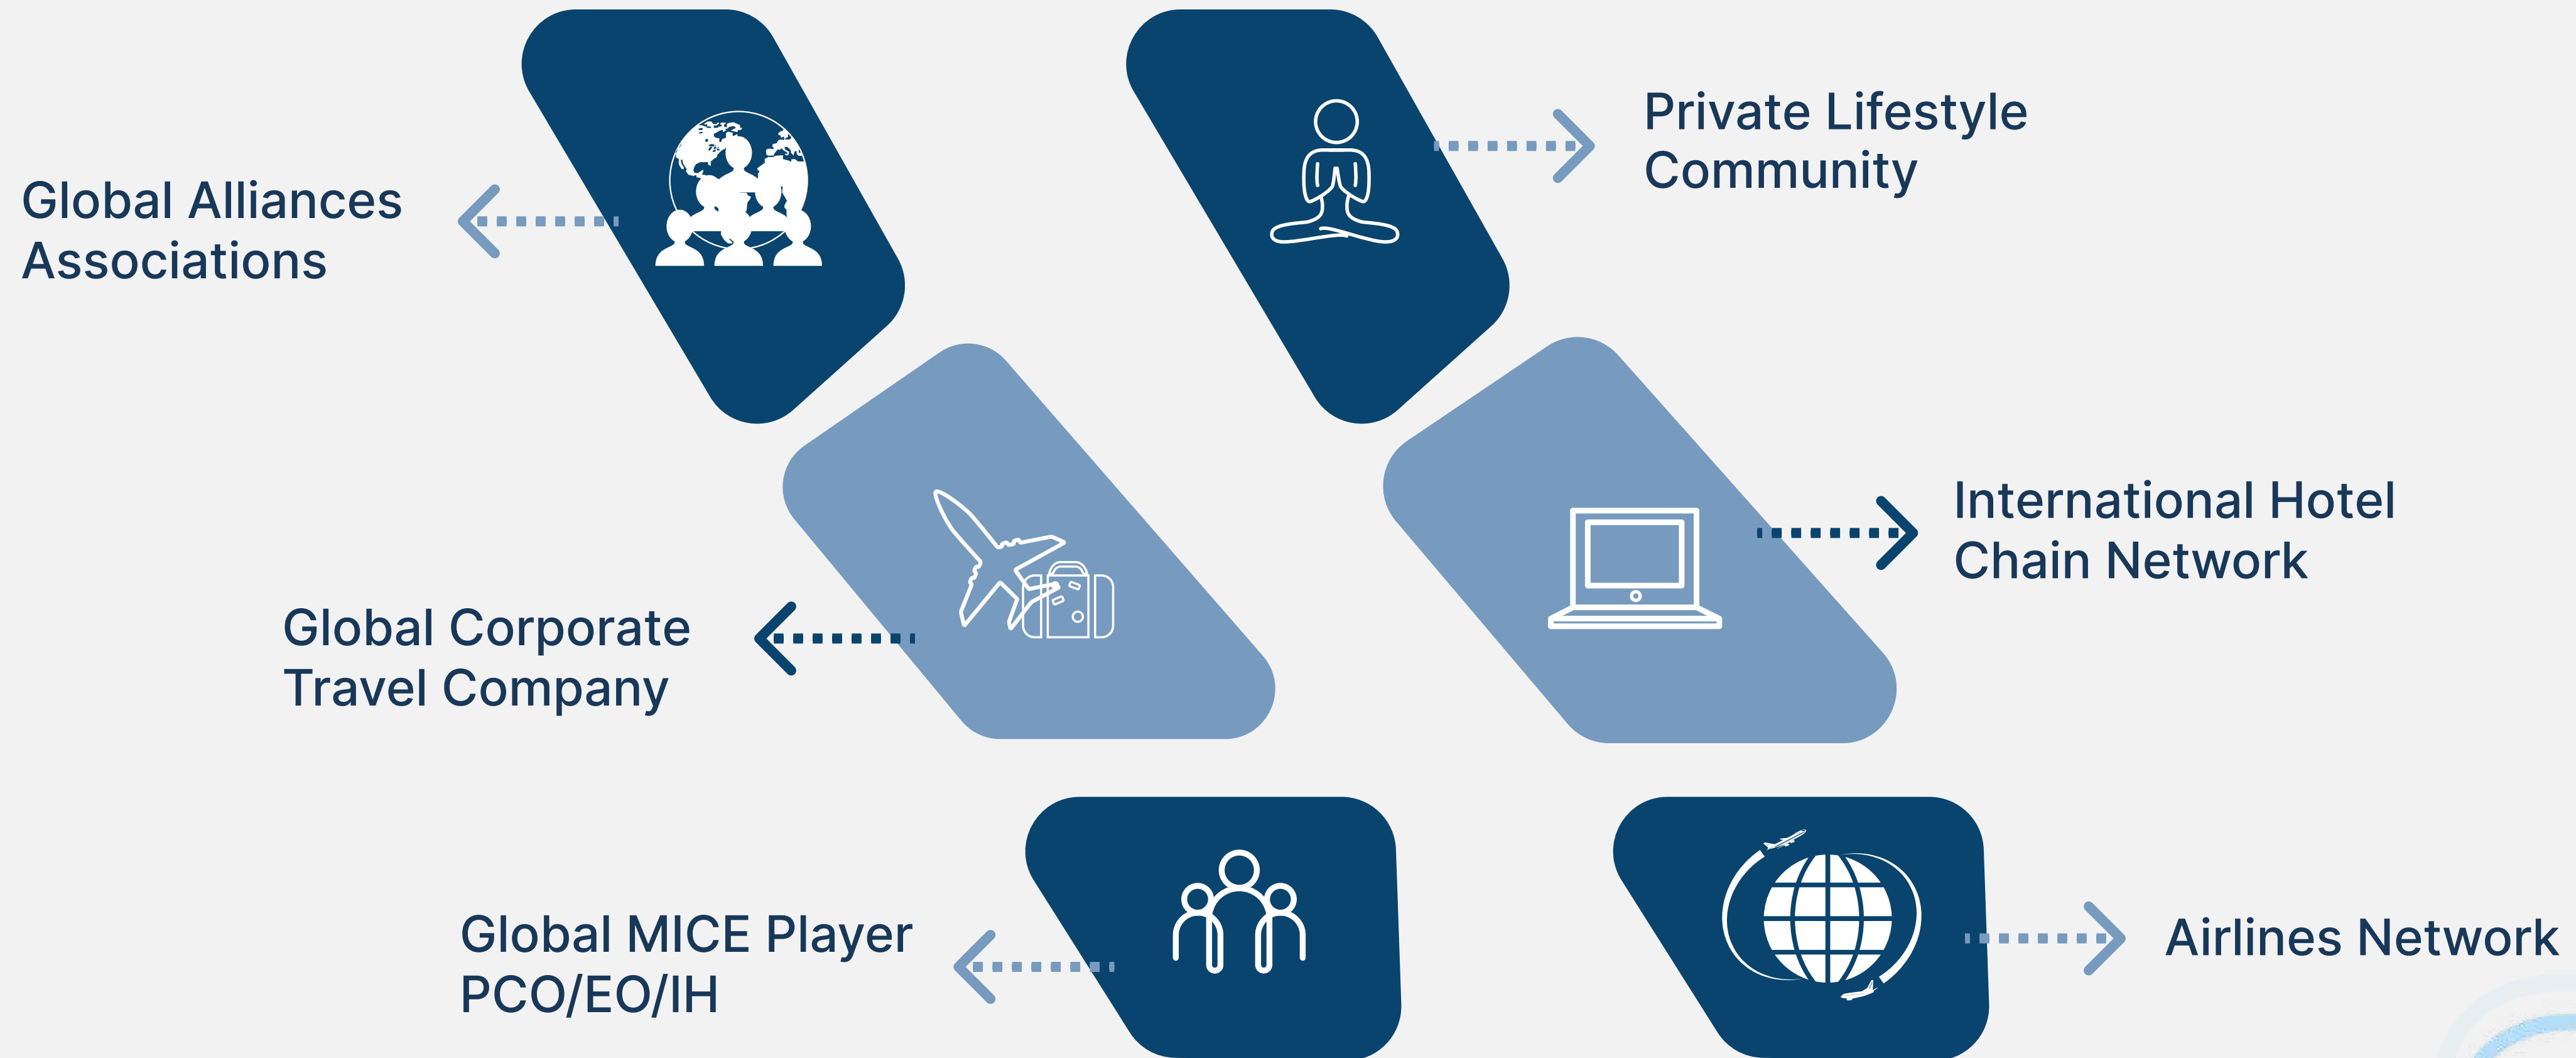 Global Alliances
Associations
Private Lifestyle
Community
Global Corporate
Travel Company
International Hotel
Chain Network
Global MICE Player
PCO/EO/IH
Airlines Network